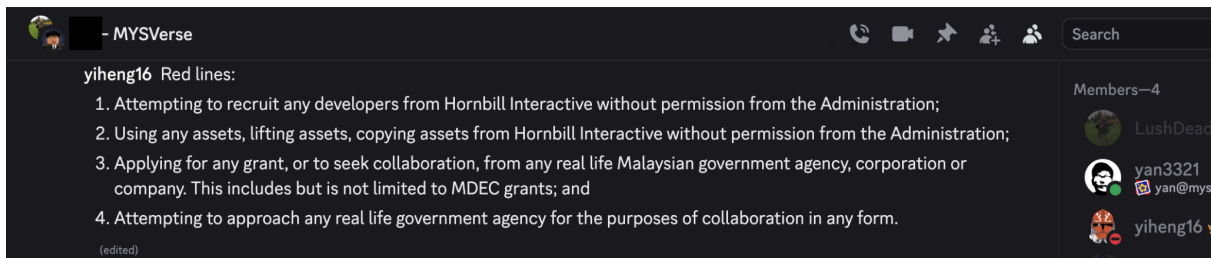 - MYSVerse
Search
yiheng16 Red lines:
1. Attempting to recruit any developers from Hornbill Interactive without permission from the Administration;
2. Using any assets, lifting assets, copying assets from Hornbill Interactive without permission from the Administration;
3. Applying for any grant, or to seek collaboration, from any real life Malaysian government agency, corporation or
company. This includes but is not limited to MDEC grants; and
4. Attempting to approach any real life government agency for the purposes of collaboration in any form.
(edited)
Members—4
LushDead
yan3321
yan@mys
yiheng16